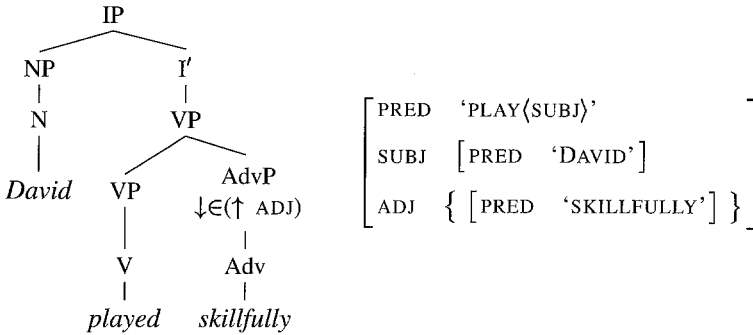 IP
NP I′
N VP
David VP AdvP
↓∈(↑ ADJ)
V Adv
played skillfully
PRED ‘PLAY⟨SUBJ⟩’
SUBJ [PRED ‘DAVID’]
ADJ { [PRED ‘SKILLFULLY’] }